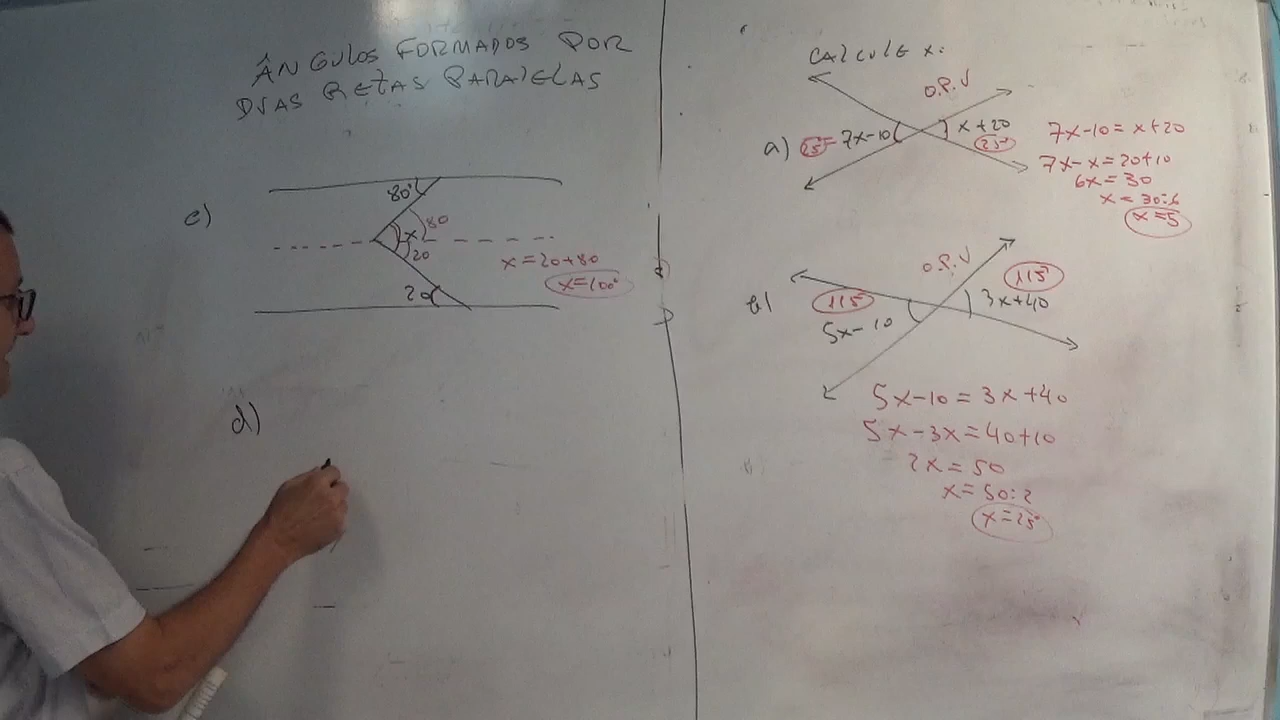 ÂNGULOS FORMADOS POR
DUAS RETAS PARALELAS
c)
80°
x 80
20
20
x=20+80
x=100°
d)
CALCULE X:
O.P.V
a) 25= 7x-10 x+20
25°
7x-10=x+20
7x-x=20+10
6x=30
x=30:6
x=5
b)
O.P.V
115°
115°
5x-10
3x+40
5x-10=3x+40
5x-3x=40+10
2x=50
x=50:2
x=25°